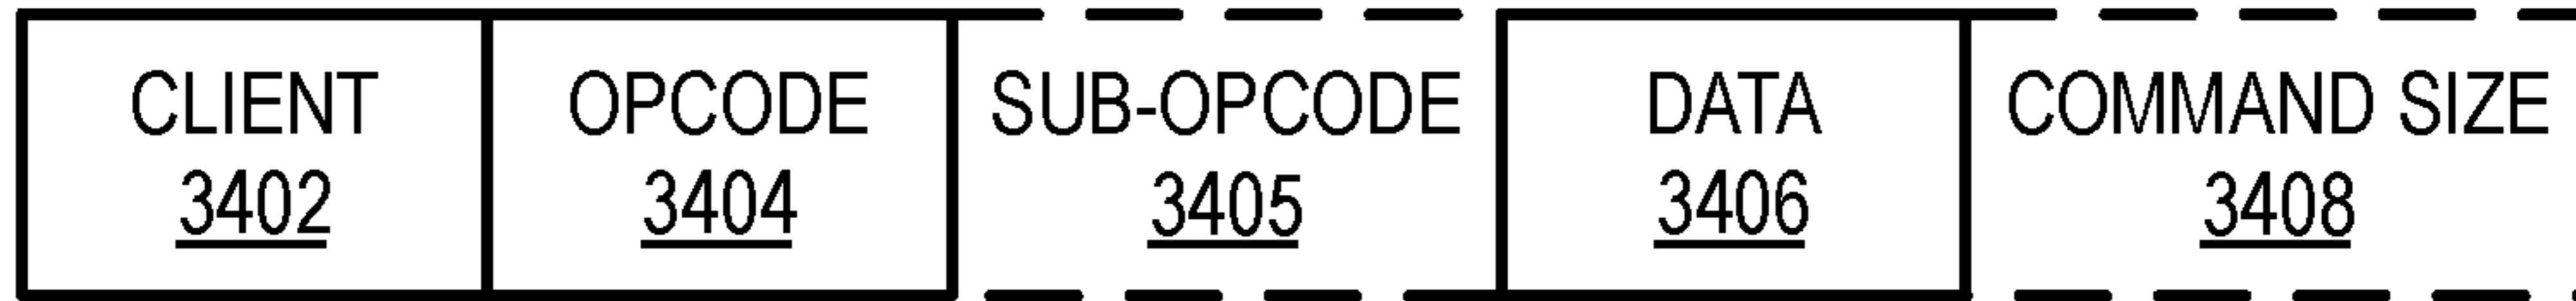 CLIENT OPCODE SUB-OPCODE DATA COMMAND SIZE
3402 3404 3405 3406 3408